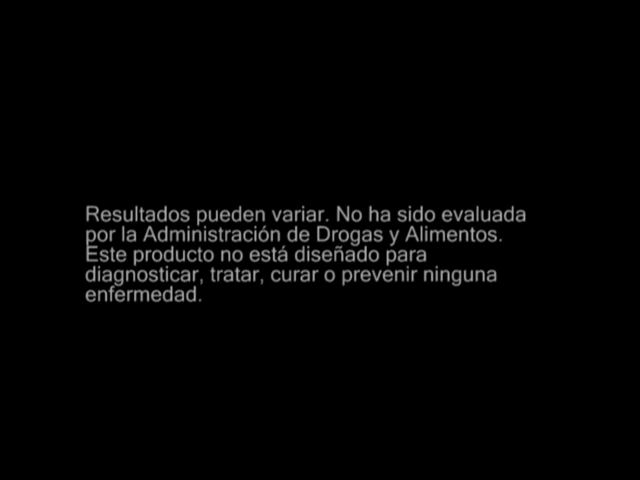 Resultados pueden variar. No ha sido evaluada
por la Administración de Drogas y Alimentos.
Este producto no está diseñado para
diagnosticar, tratar, curar o prevenir ninguna
enfermedad.